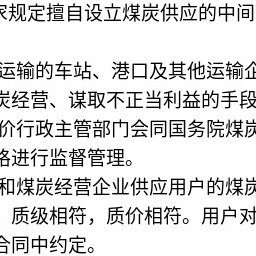 家规定擅自设立煤炭供应的中间
运输的车站、港口及其他运输企
炭经营、谋取不正当利益的手段
价行政主管部门会同国务院煤炭
格进行监督管理。
和煤炭经营企业供应用户的煤炭
质级相符，质价相符。用户对
合同中约定。